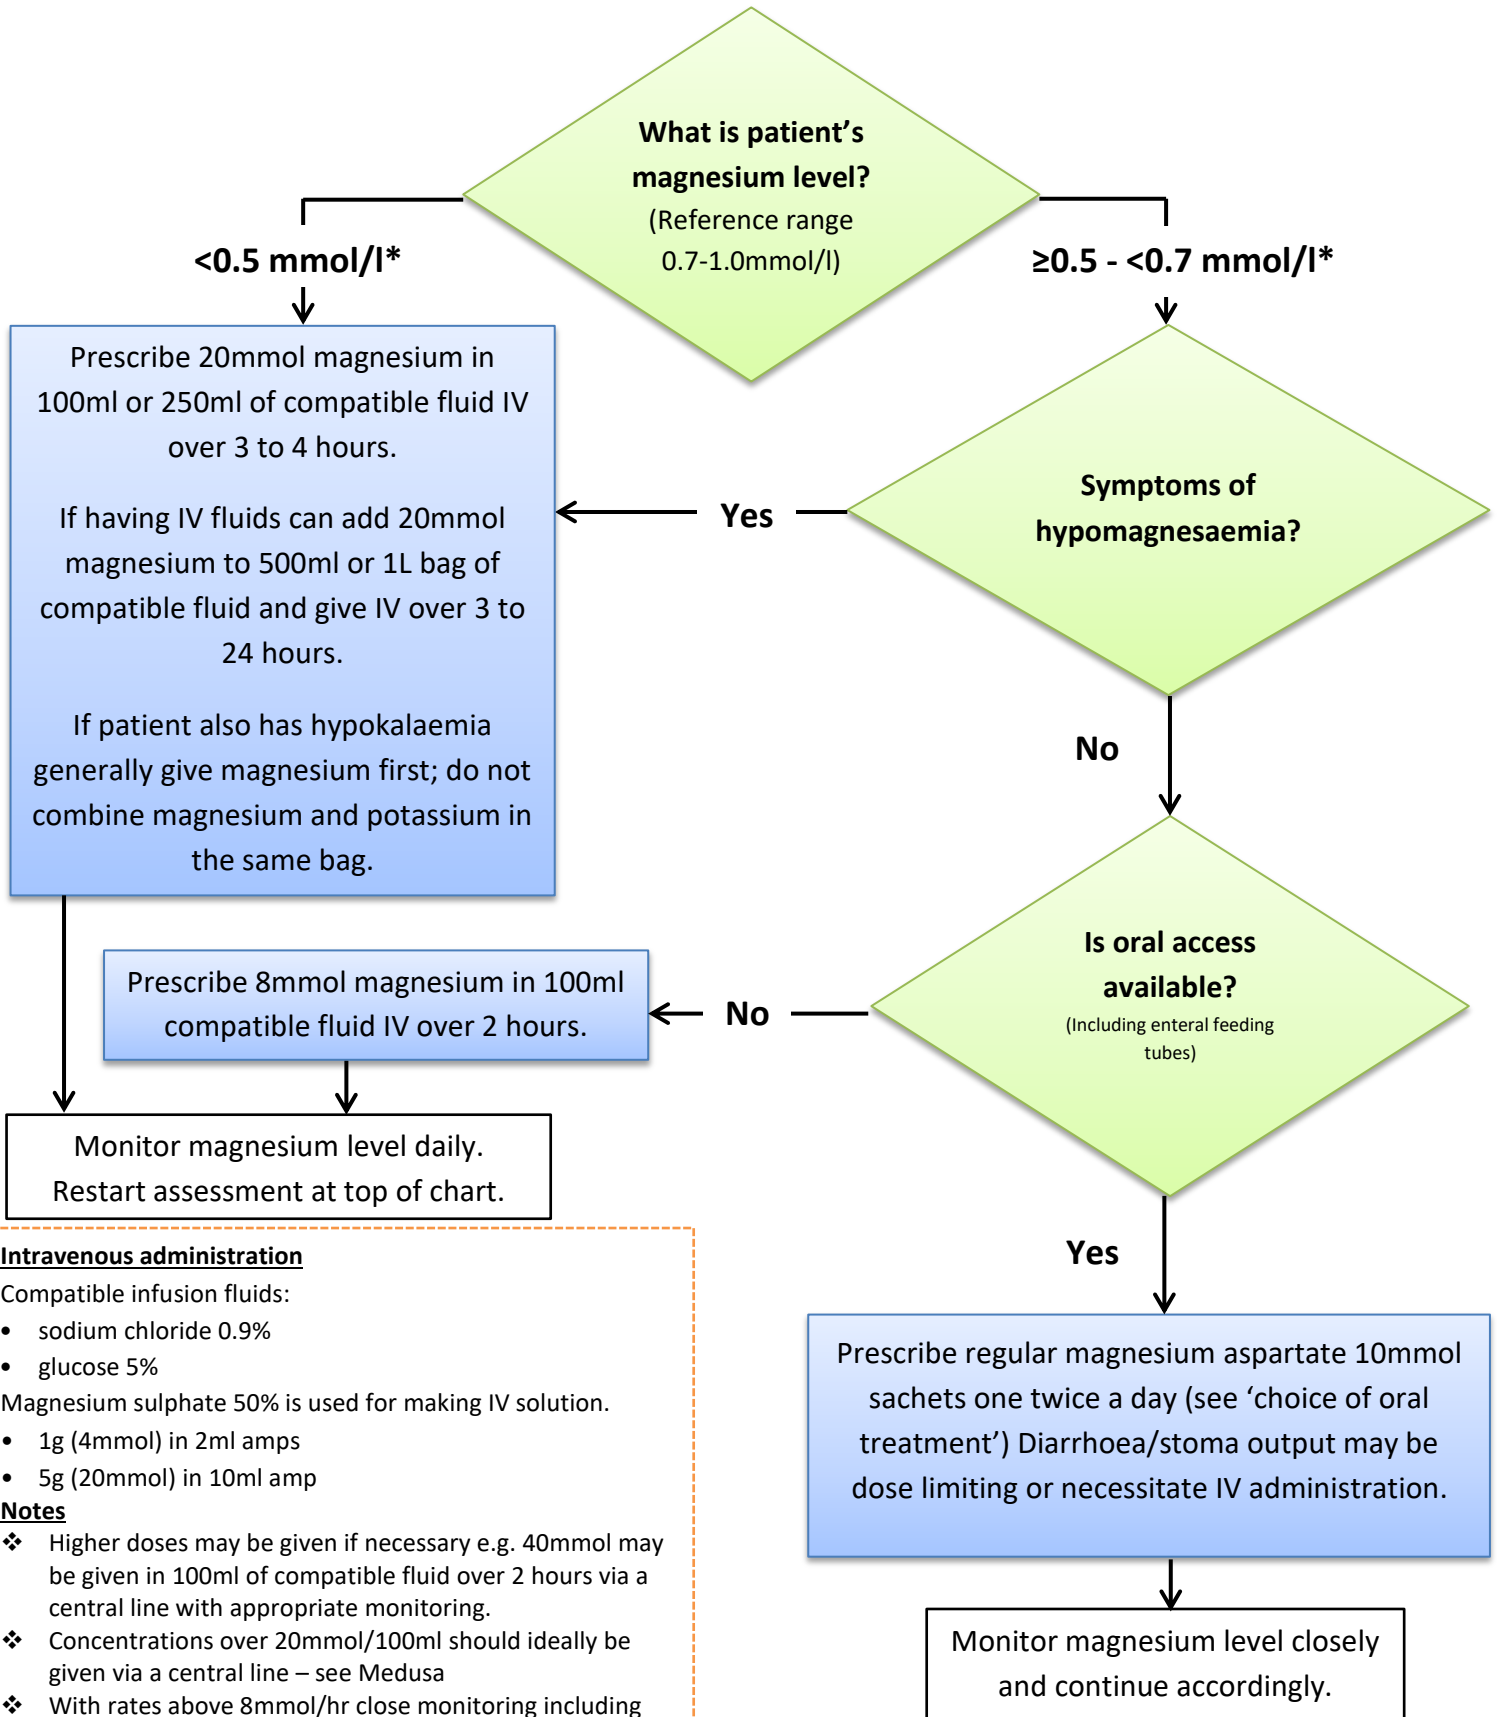 What is patient's
magnesium level?
(Reference range
0.7-1.0mmol/l)
<0.5 mmol/l*
≥0.5 - <0.7 mmol/l*
Prescribe 20mmol magnesium in
100ml or 250ml of compatible fluid IV
over 3 to 4 hours.
If having IV fluids can add 20mmol
magnesium to 500ml or 1L bag of
compatible fluid and give IV over 3 to
24 hours.
If patient also has hypokalaemia
generally give magnesium first; do not
combine magnesium and potassium in
the same bag.
Yes
Symptoms of
hypomagnesaemia?
No
Is oral access
available?
(Including enteral feeding
tubes)
No
Prescribe 8mmol magnesium in 100ml
compatible fluid IV over 2 hours.
Monitor magnesium level daily.
Restart assessment at top of chart.
Yes
Prescribe regular magnesium aspartate 10mmol
sachets one twice a day (see ‘choice of oral
treatment’) Diarrhoea/stoma output may be
dose limiting or necessitate IV administration.
Monitor magnesium level closely
and continue accordingly.
Intravenous administration
Compatible infusion fluids:
• sodium chloride 0.9%
• glucose 5%
Magnesium sulphate 50% is used for making IV solution.
• 1g (4mmol) in 2ml amps
• 5g (20mmol) in 10ml amp
Notes
❖ Higher doses may be given if necessary e.g. 40mmol may
be given in 100ml of compatible fluid over 2 hours via a
central line with appropriate monitoring.
❖ Concentrations over 20mmol/100ml should ideally be
given via a central line – see Medusa
❖ With rates above 8mmol/hr close monitoring including